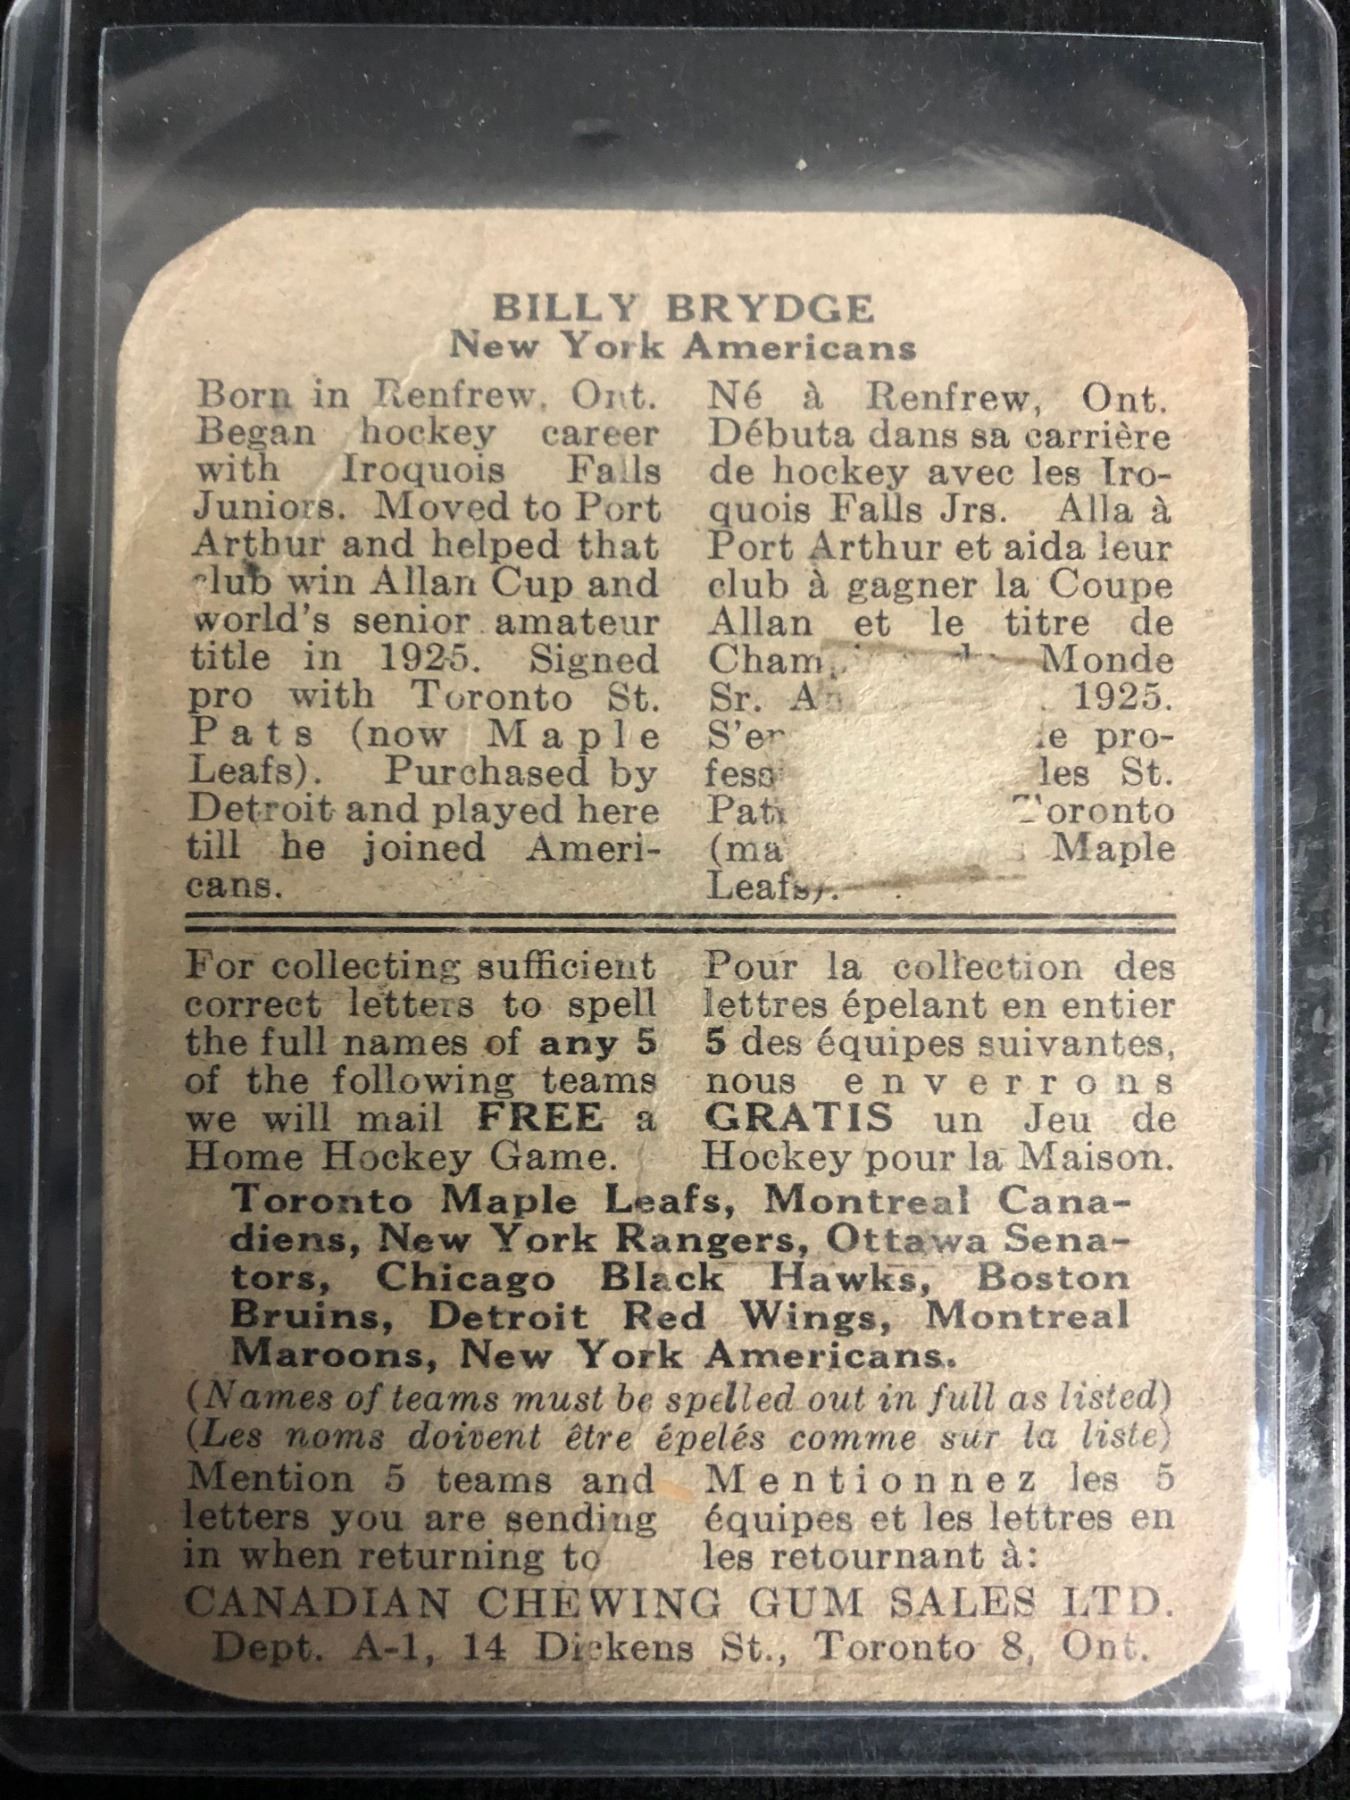 BILLY BRYDGE
New York Americans
Born in Renfrew, Ont.
Began hockey career
with Iroquois Falls
Juniors. Moved to Port
Arthur and helped that
club win Allan Cup and
world's senior amateur
title in 1925. Signed
pro with Toronto St.
Pats (now Maple
Leafs). Purchased by
Detroit and played here
till he joined Ameri-
cans.
Né à Renfrew, Ont.
Débuta dans sa carrière
de hockey avec les Iro-
quois Falls Jrs. Alla à
Port Arthur et aida leur
club à gagner la Coupe
Allan et le titre de
Monde
Sr. 1925.
pro-
les St.
Toronto
Maple
Leafs).
For collecting sufficient
correct letters to spell
the full names of any 5
of the following teams
we will mail FREE a
Home Hockey Game.
Pour la collection des
lettres épelant en entier
5 des équipes suivantes,
nous enverrons
GRATIS un Jeu de
Hockey pour la Maison.
Toronto Maple Leafs, Montreal Cana-
diens, New York Rangers, Ottawa Sena-
tors, Chicago Black Hawks, Boston
Bruins, Detroit Red Wings, Montreal
Maroons, New York Americans.
(Names of teams must be spelled out in full as listed)
(Les noms doivent être épelés comme sur la liste)
Mention 5 teams and
letters you are sending
in when returning to
Mentionnez les 5
équipes et les lettres en
les retournant à:
CANADIAN CHEWING GUM SALES LTD.
Dept. A-1, 14 Dickens St., Toronto 8, Ont.